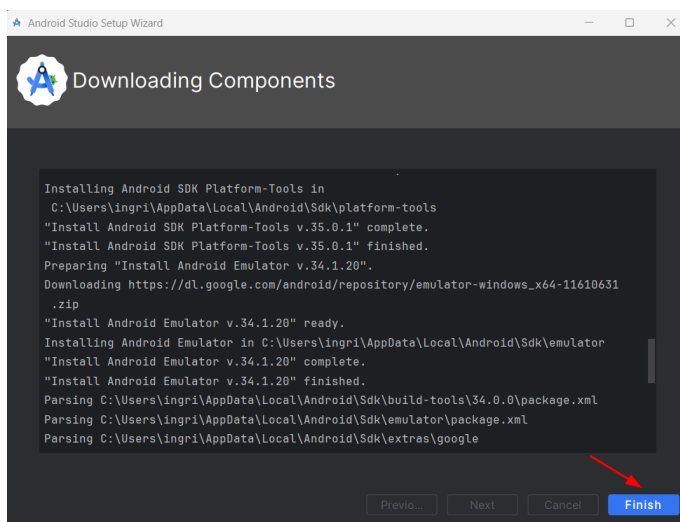 Android Studio Setup Wizard
Downloading Components
Installing Android SDK Platform-Tools in
C:\Users\ingri\AppData\Local\Android\Sdk\platform-tools
"Install Android SDK Platform-Tools v.35.0.1" complete.
"Install Android SDK Platform-Tools v.35.0.1" finished.
Preparing "Install Android Emulator v.34.1.20".
Downloading https://dl.google.com/android/repository/emulator-windows_x64-11610631
.zip
"Install Android Emulator v.34.1.20" ready.
Installing Android Emulator in C:\Users\ingri\AppData\Local\Android\Sdk\emulator
"Install Android Emulator v.34.1.20" complete.
"Install Android Emulator v.34.1.20" finished.
Parsing C:\Users\ingri\AppData\Local\Android\Sdk\build-tools\34.0.0\package.xml
Parsing C:\Users\ingri\AppData\Local\Android\Sdk\emulator\package.xml
Parsing C:\Users\ingri\AppData\Local\Android\Sdk\extras\google
Previo... Next Cancel Finish